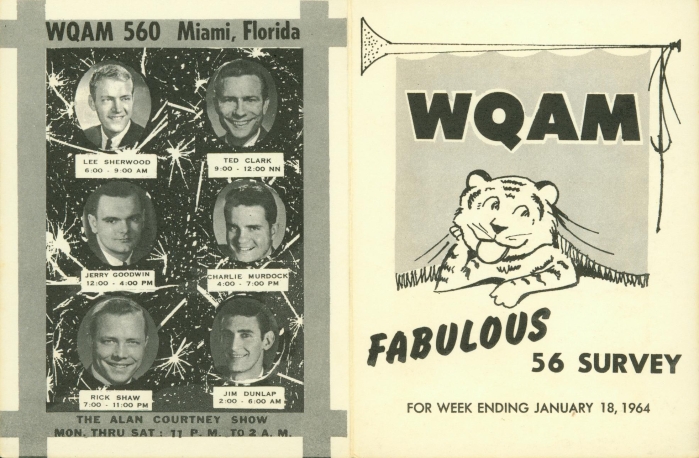 WQAM 560 Miami, Florida
LEE SHERWOOD
6:00 - 9:00 AM
TED CLARK
9:00 - 12:00 NN
JERRY GOODWIN
12:00 - 4:00 PM
CHARLIE MURDOCK
4:00 - 7:00 PM
RICK SHAW
7:00 - 11:00 PM
JIM DUNLAP
2:00 - 6:00 AM
THE ALAN COURTNEY SHOW
MON. THRU SAT: 11 P. M. TO 2 A. M.
WQAM
FABULOUS
56 SURVEY
FOR WEEK ENDING JANUARY 18, 1964